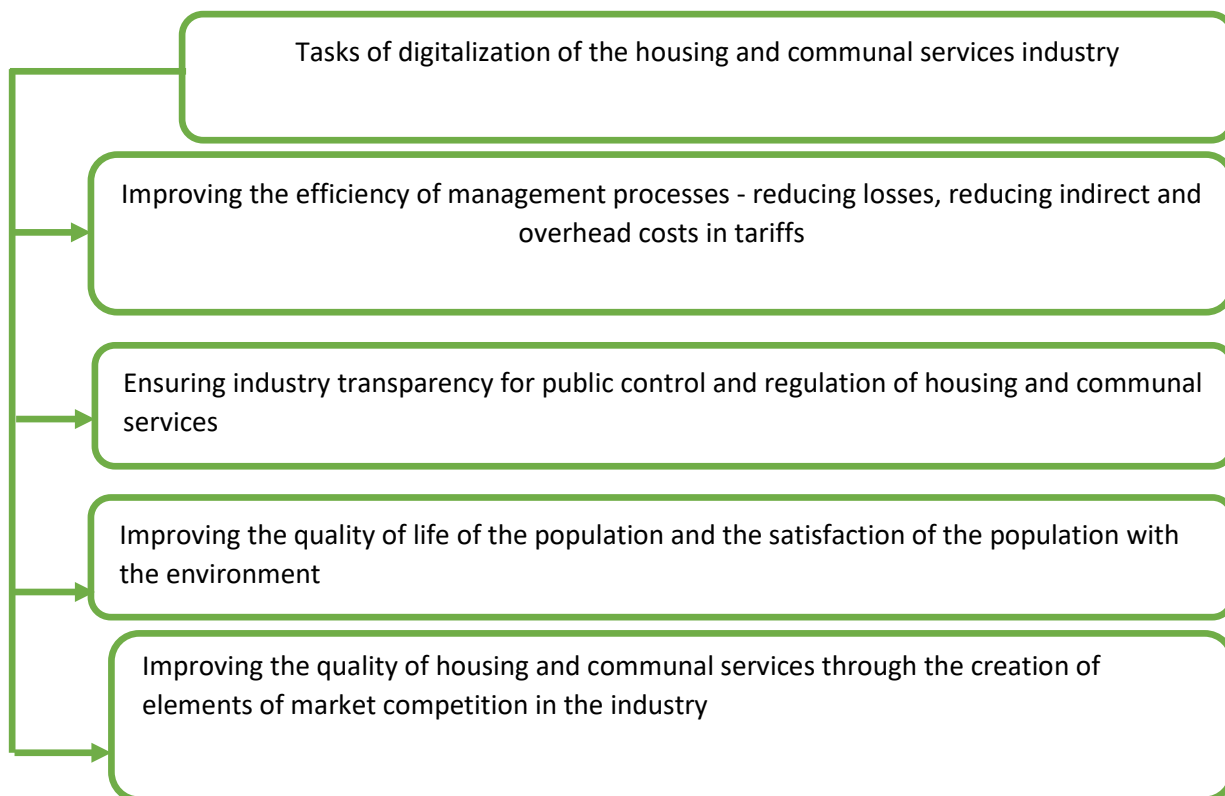 Tasks of digitalization of the housing and communal services industry
Improving the efficiency of management processes - reducing losses, reducing indirect and
overhead costs in tariffs
Ensuring industry transparency for public control and regulation of housing and communal
services
Improving the quality of life of the population and the satisfaction of the population with
the environment
Improving the quality of housing and communal services through the creation of
elements of market competition in the industry